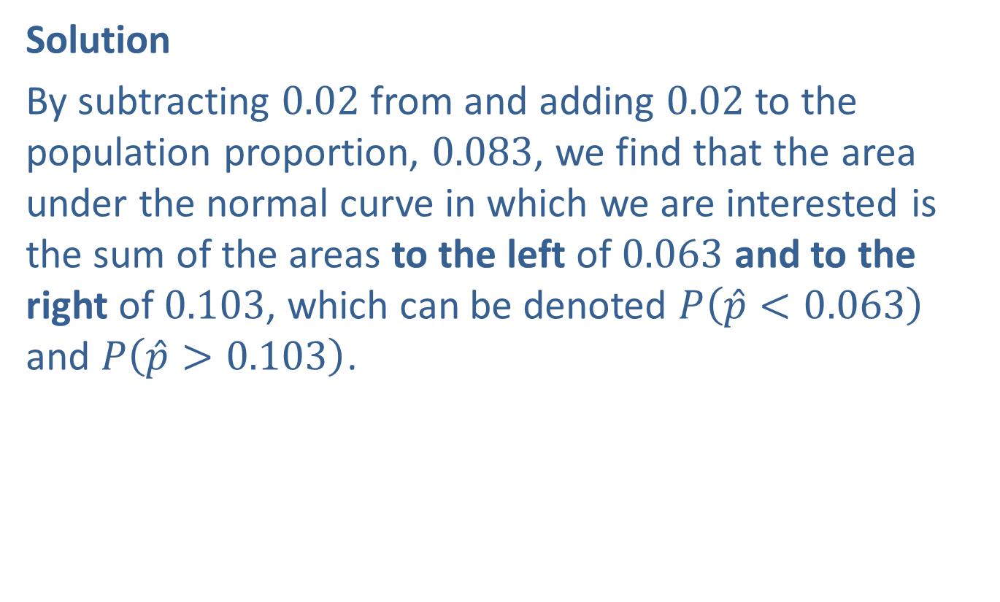 Solution
By subtracting 0.02 from and adding 0.02 to the
population proportion, 0.083, we find that the area
under the normal curve in which we are interested is
the sum of the areas to the left of 0.063 and to the
right of 0.103, which can be denoted P(p̂ < 0.063)
and P(p̂ > 0.103).